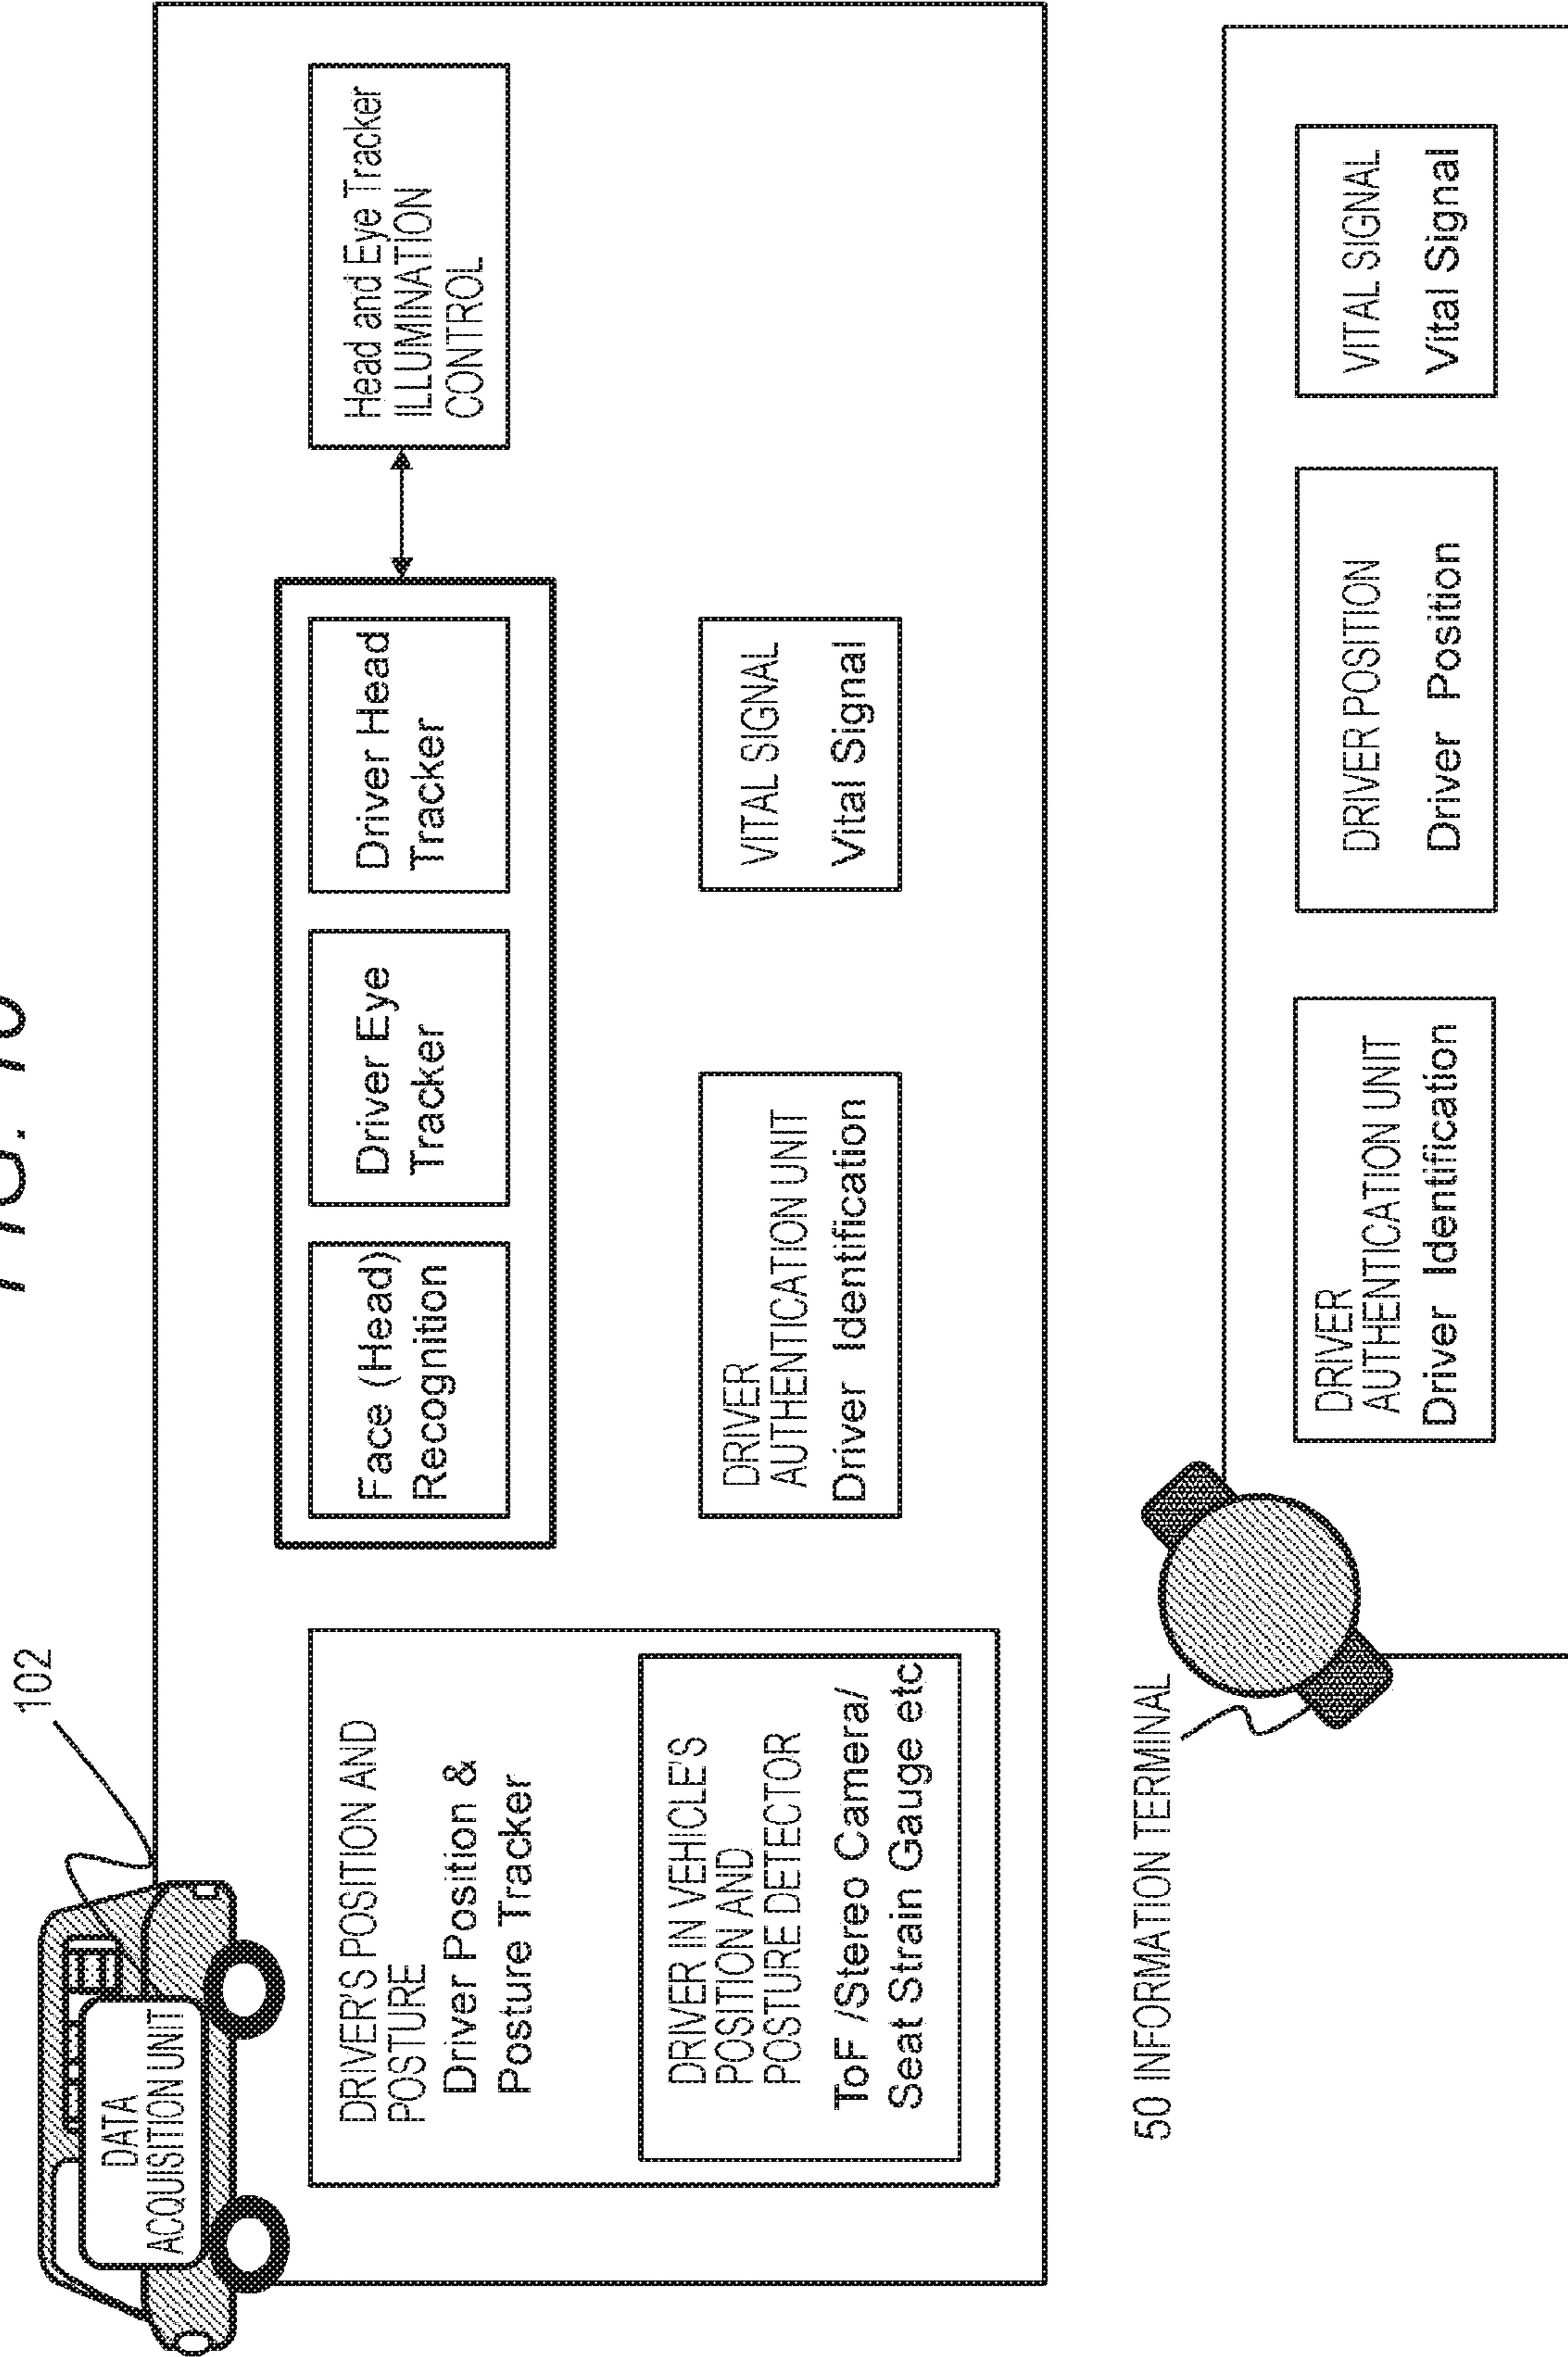 102
DATA
ACQUISITION UNIT
DRIVER'S POSITION AND
POSTURE
Driver Position &
Posture Tracker
DRIVER IN VEHICLE'S
POSITION AND
POSTURE DETECTOR
ToF /Stereo Camera/
Seat Strain Gauge etc
Face (Head)
Recognition
Driver Eye
Tracker
Driver Head
Tracker
Head and Eye Tracker
ILLUMINATION
CONTROL
DRIVER
AUTHENTICATION UNIT
Driver Identification
VITAL SIGNAL
Vital Signal
50 INFORMATION TERMINAL
DRIVER
AUTHENTICATION UNIT
Driver Identification
DRIVER POSITION
Driver Position
VITAL SIGNAL
Vital Signal